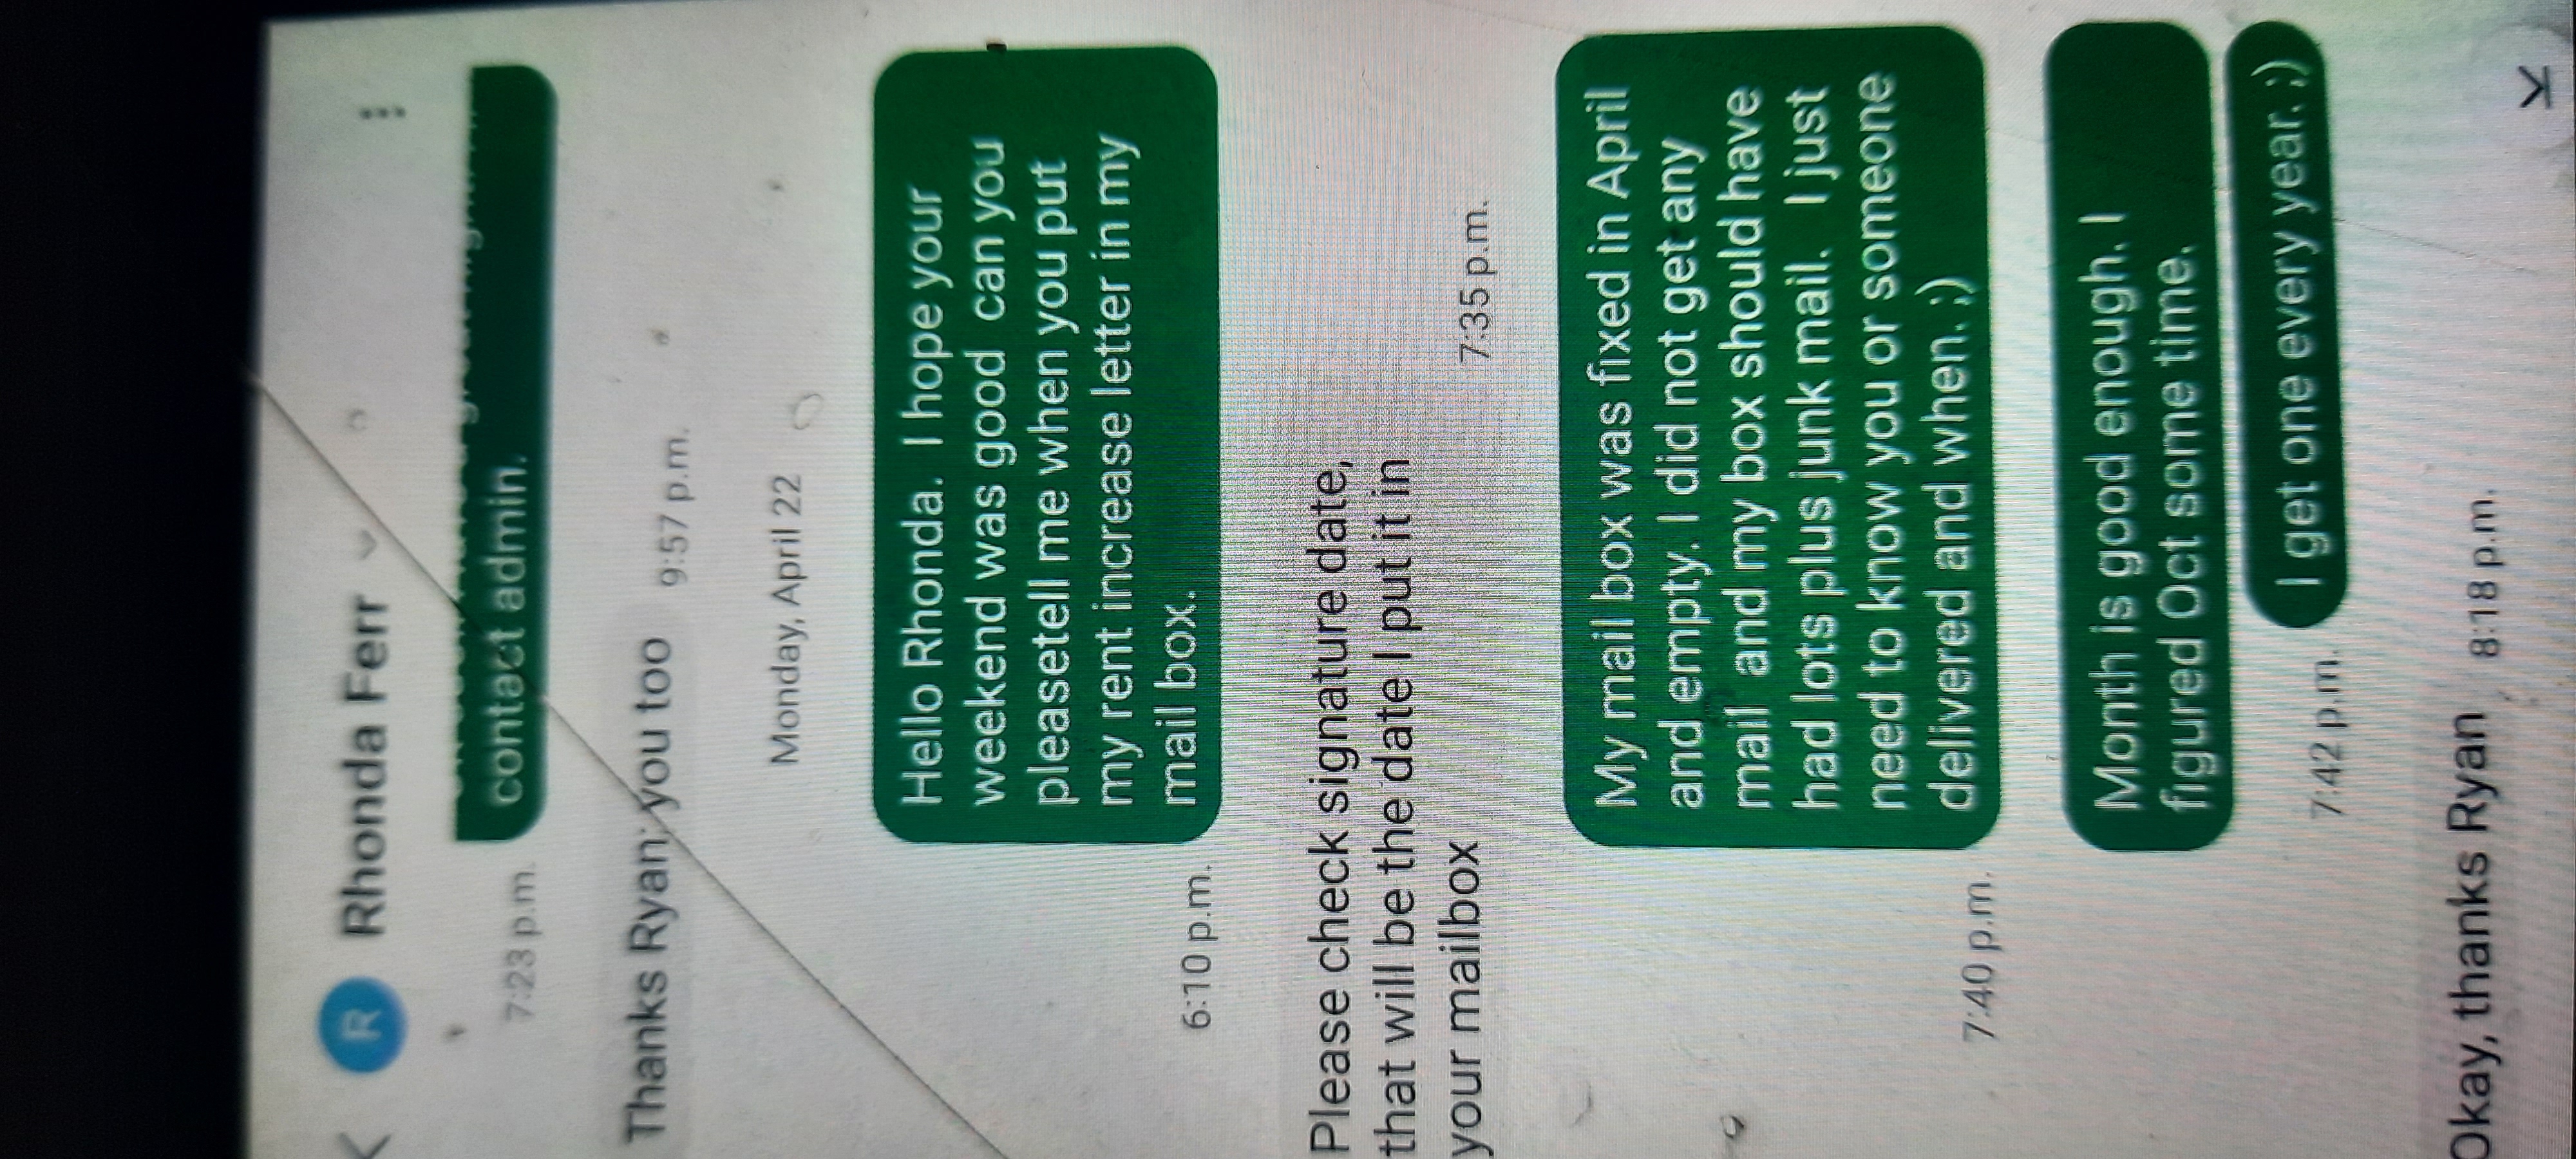 R Rhonda Ferr
contact admin.
7:23 p.m.
Thanks Ryan, you too
9:57 p.m.
Monday, April 22
Hello Rhonda.  I hope your
weekend was good  can you
pleasetell me when you put
my rent increase letter in my
mail box.
6:10 p.m.
Please check signature date,
that will be the date I put it in
your mailbox
7:35 p.m.
My mail box was fixed in April
and empty. I did not get any
mail  and my box should have
had lots plus junk mail.   I just
need to know you or someone
delivered and when. ;)
7:40 p.m.
Month is good enough. I
figured Oct some time.
I get one every year. ;)
7:42 p.m.
Okay, thanks Ryan
8:18 p.m.